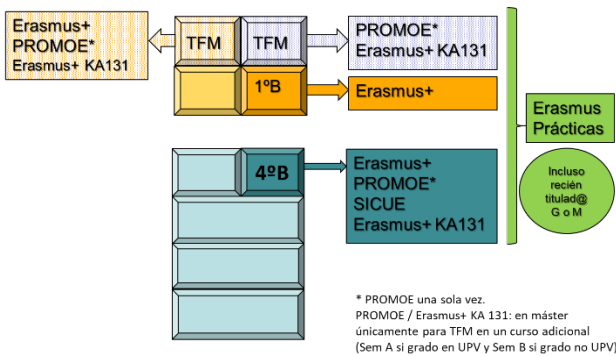 Erasmus+
PROMOE*
Erasmus+ KA131
TFM
TFM
PROMOE*
Erasmus+ KA131
1ºB
Erasmus+
Erasmus
Prácticas
4ºB
Erasmus+
PROMOE*
SICUE
Erasmus+ KA131
Incluso
recién
titulad@
G o M
* PROMOE una sola vez.
PROMOE / Erasmus+ KA 131: en máster
únicamente para TFM en un curso adicional
(Sem A si grado en UPV y Sem B si grado no UPV)